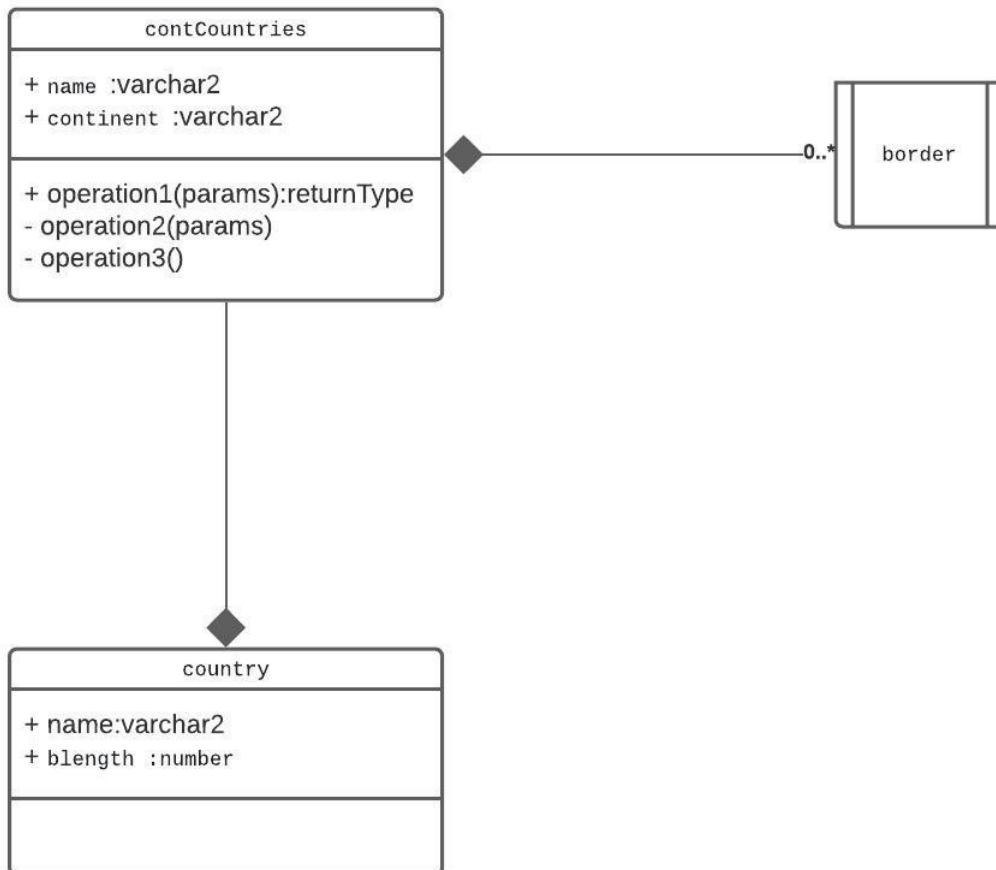 contCountries
+ name :varchar2
+ continent :varchar2
+ operation1(params):returnType
- operation2(params)
- operation3()
0..*
border
country
+ name:varchar2
+ blength :number